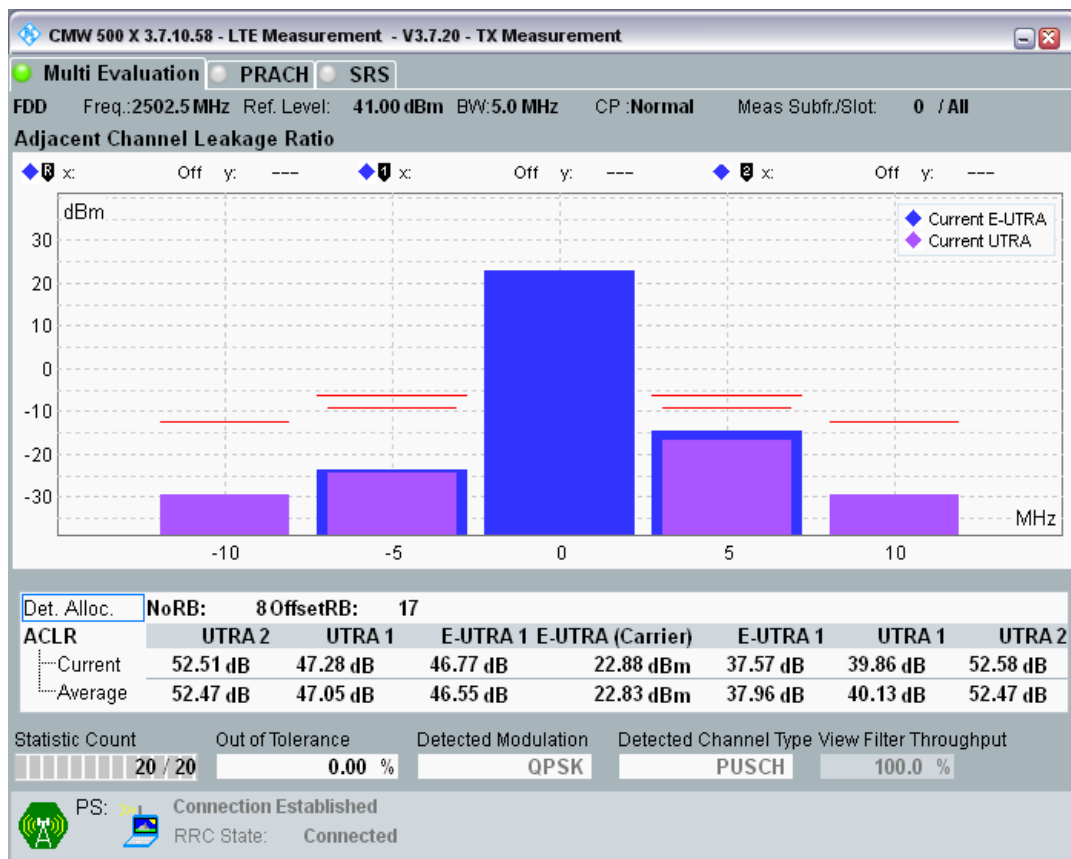 CMW 500 X 3.7.10.58 - LTE Measurement - V3.7.20 - TX Measurement
Multi Evaluation PRACH SRS
FDD Freq.:2502.5 MHz Ref. Level: 41.00 dBm BW:5.0 MHz CP :Normal Meas Subfr./Slot: 0 / All
Adjacent Channel Leakage Ratio
R x: Off y: --- 1 x: Off y: --- 2 x: Off y: ---
dBm
Current E-UTRA
Current UTRA
30
20
10
0
-10
-20
-30
MHz
-10 -5 0 5 10
Det. Alloc. NoRB: 8 OffsetRB: 17
ACLR UTRA 2 UTRA 1 E-UTRA 1 E-UTRA (Carrier) E-UTRA 1 UTRA 1 UTRA 2
Current 52.51 dB 47.28 dB 46.77 dB 22.88 dBm 37.57 dB 39.86 dB 52.58 dB
Average 52.47 dB 47.05 dB 46.55 dB 22.83 dBm 37.96 dB 40.13 dB 52.47 dB
Statistic Count Out of Tolerance Detected Modulation Detected Channel Type View Filter Throughput
20 / 20 0.00 % QPSK PUSCH 100.0 %
PS: Connection Established
RRC State: Connected